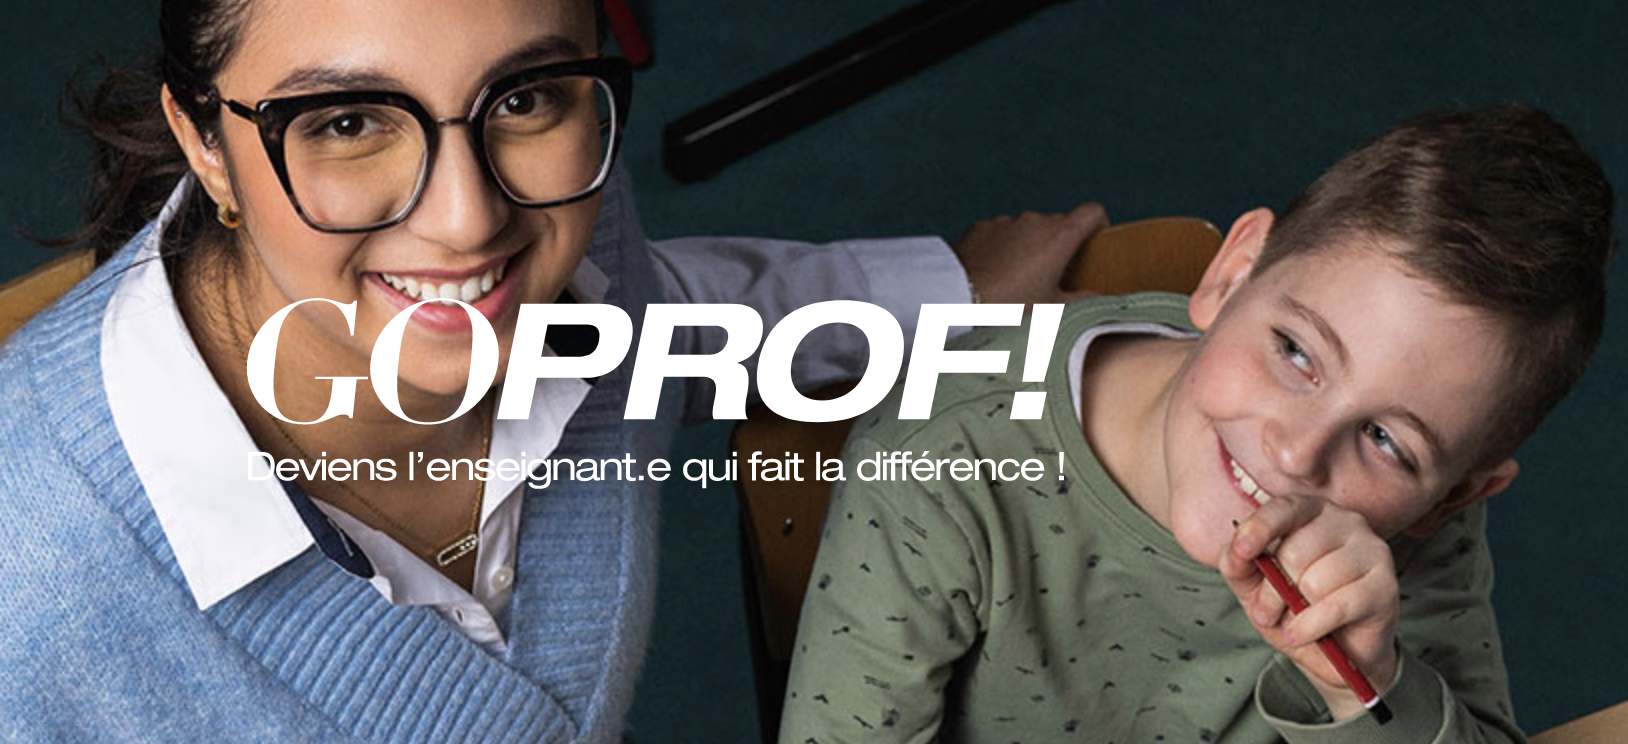 GOPROF!
Deviens l’enseignant.e qui fait la différence !